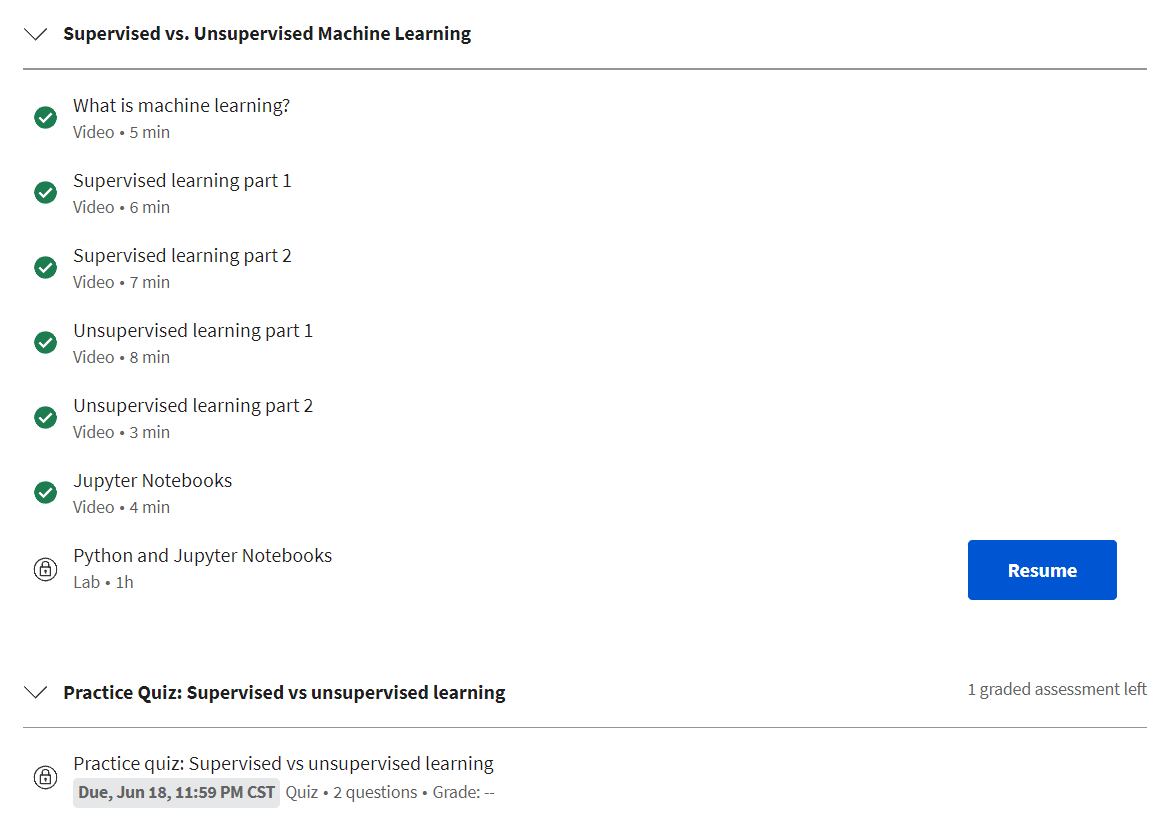 Supervised vs. Unsupervised Machine Learning
What is machine learning?
Video • 5 min
Supervised learning part 1
Video • 6 min
Supervised learning part 2
Video • 7 min
Unsupervised learning part 1
Video • 8 min
Unsupervised learning part 2
Video • 3 min
Jupyter Notebooks
Video • 4 min
Python and Jupyter Notebooks
Lab • 1h
Resume
Practice Quiz: Supervised vs unsupervised learning
1 graded assessment left
Practice quiz: Supervised vs unsupervised learning
Due, Jun 18, 11:59 PM CST Quiz • 2 questions • Grade: --